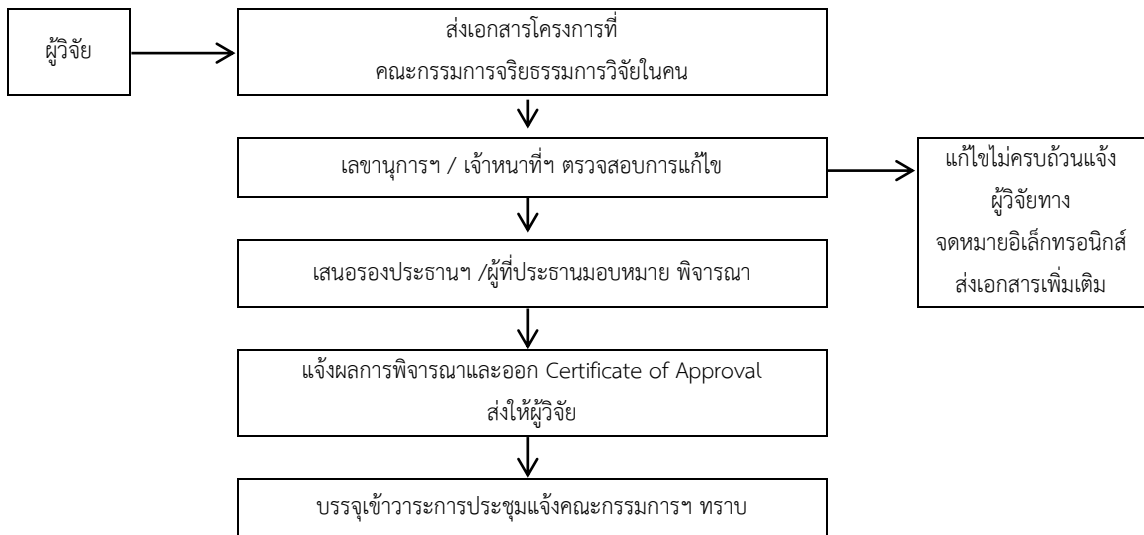 ผู้วิจัย
ส่งเอกสารโครงการที่
คณะกรรมการจริยธรรมการวิจัยในคน
เลขานุการฯ / เจ้าหน้าที่ฯ ตรวจสอบการแก้ไข
แก้ไขไม่ครบถ้วนแจ้ง
ผู้วิจัยทาง
จดหมายอิเล็กทรอนิกส์
ส่งเอกสารเพิ่มเติม
เสนอรองประธานฯ /ผู้ที่ประธานมอบหมาย พิจารณา
แจ้งผลการพิจารณาและออก Certificate of Approval
ส่งให้ผู้วิจัย
บรรจุเข้าวาระการประชุมแจ้งคณะกรรมการฯ ทราบ